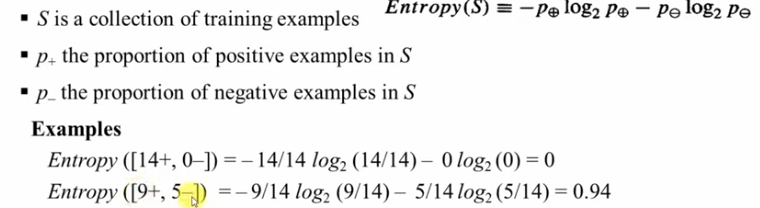 Entropy(S) ≡ −p⊕ log₂ p⊕ − p⊖ log₂ p⊖
▪ S is a collection of training examples
▪ p₊ the proportion of positive examples in S
▪ p₋ the proportion of negative examples in S
Examples
Entropy ([14+, 0–]) = – 14/14 log₂ (14/14) – 0 log₂ (0) = 0
Entropy ([9+, 5–]) = – 9/14 log₂ (9/14) – 5/14 log₂ (5/14) = 0.94